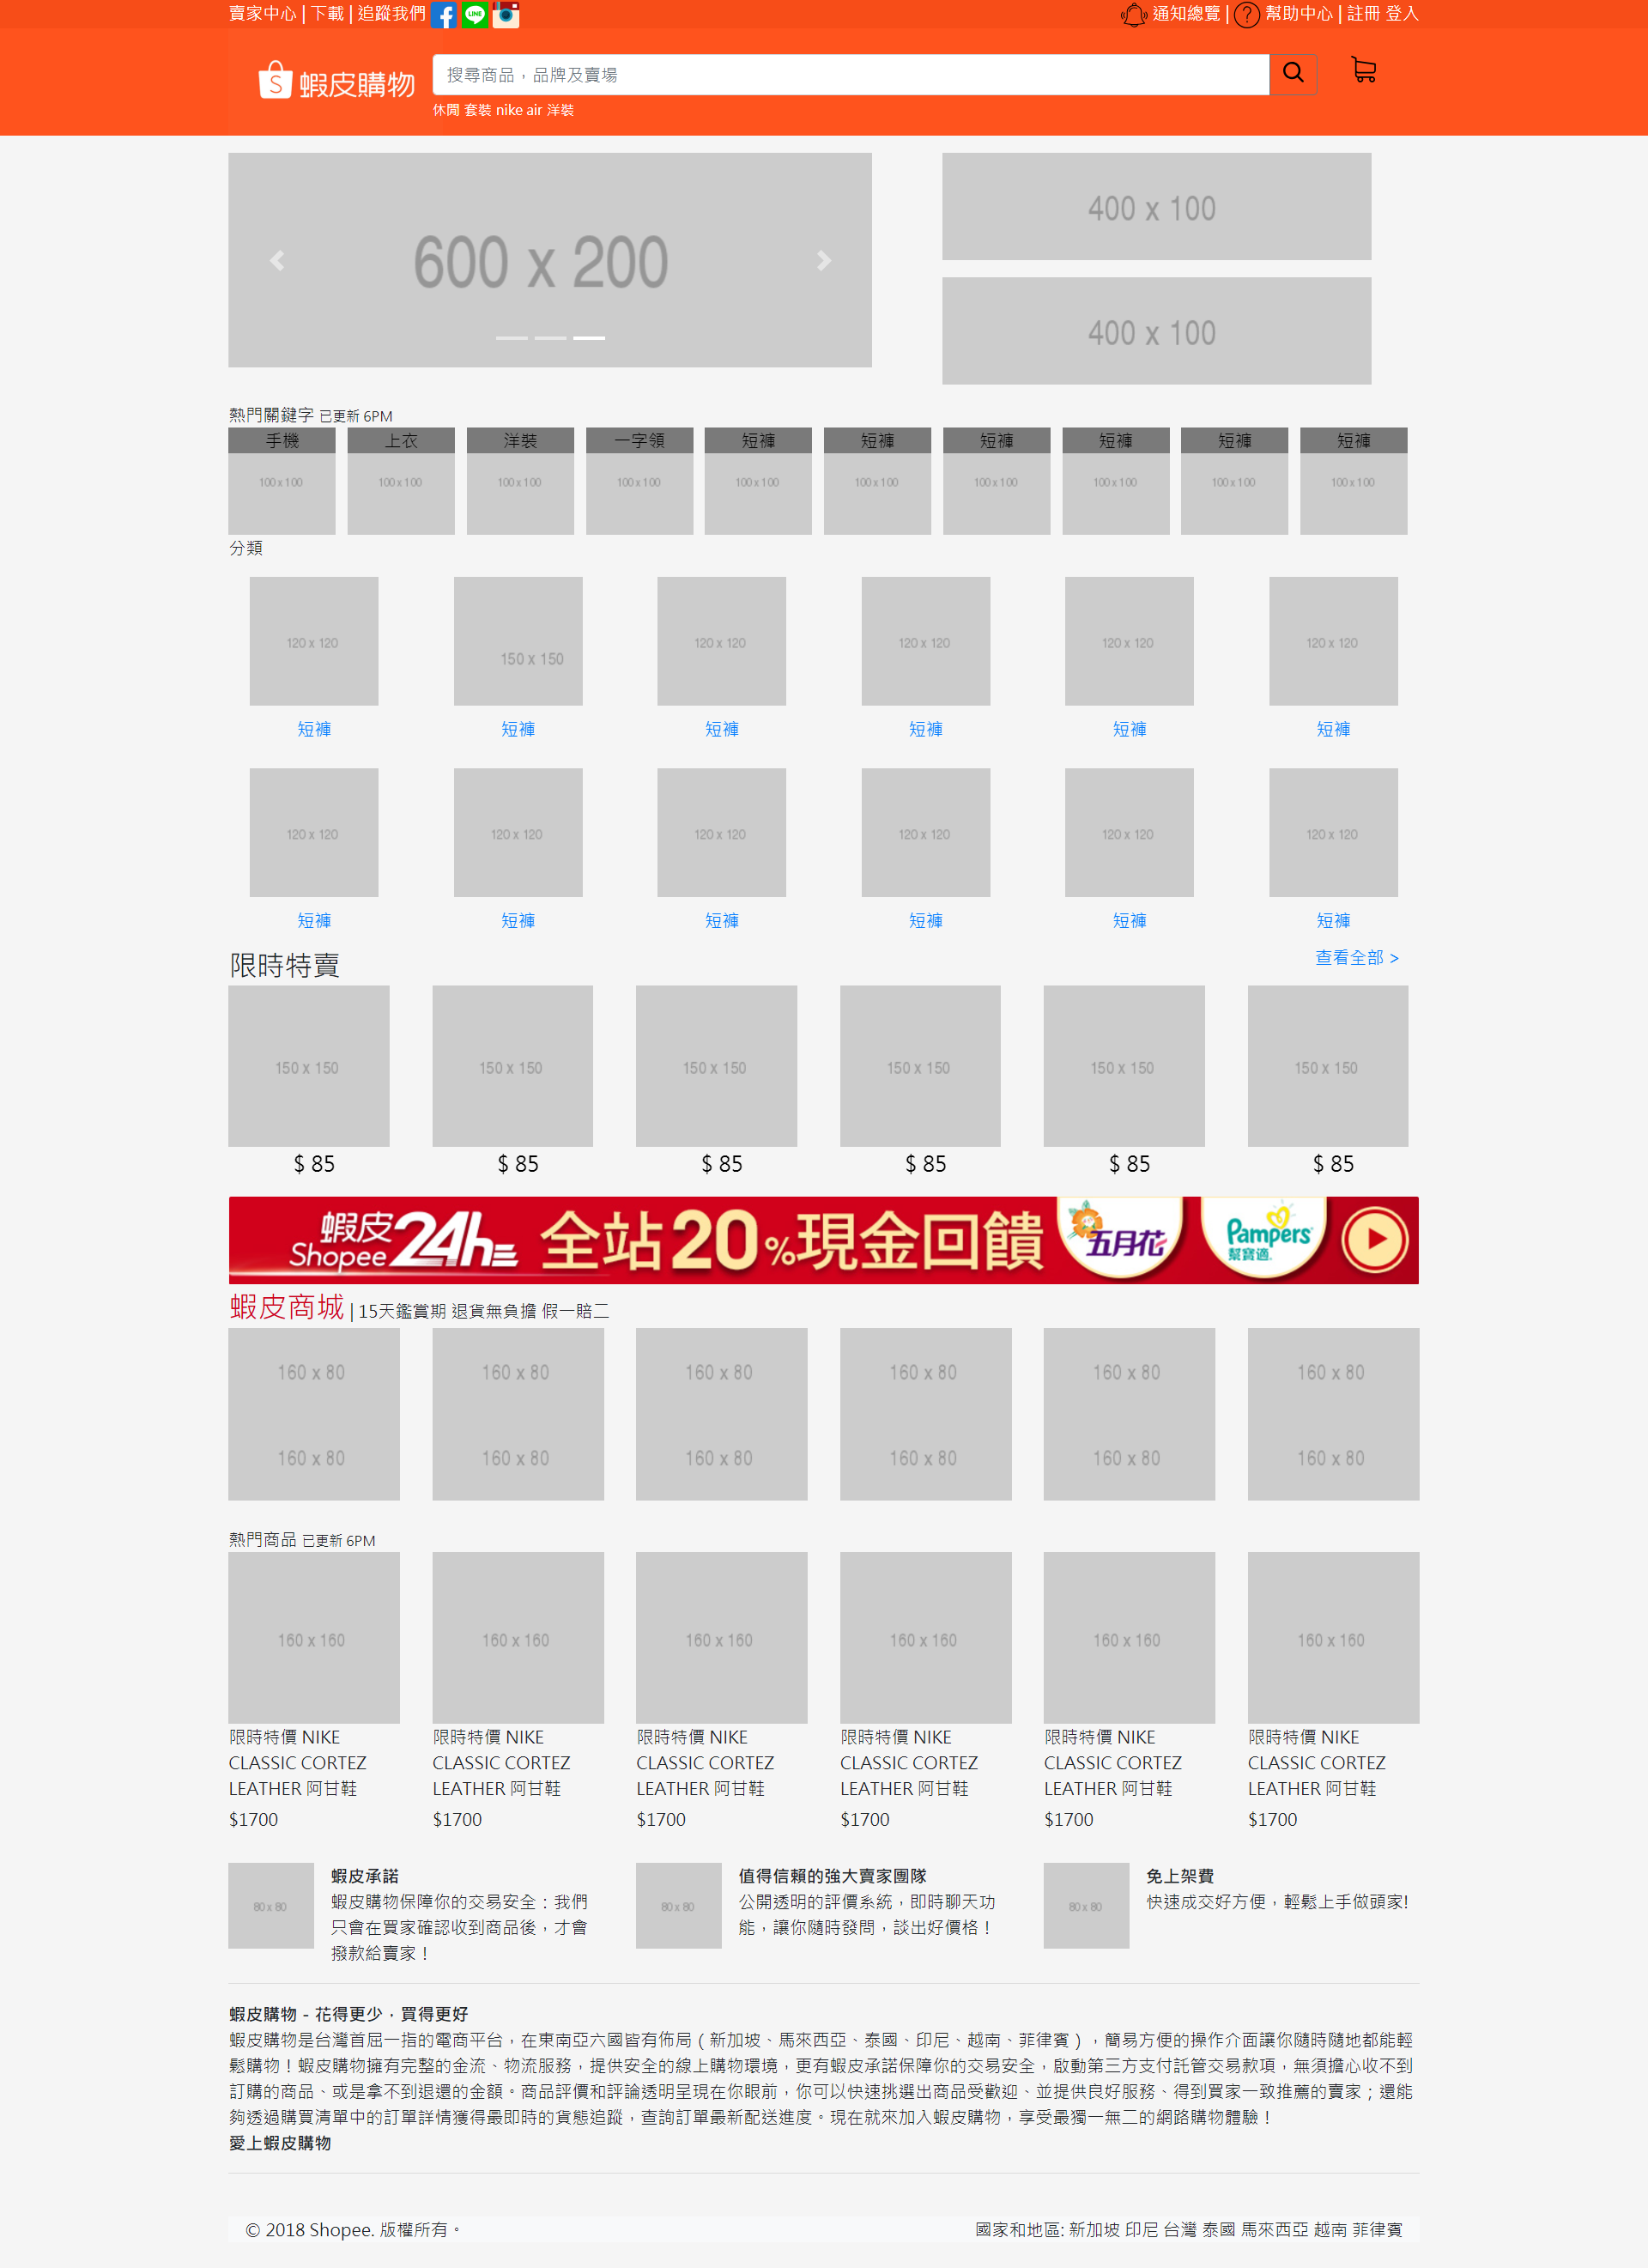 賣家中心 | 下載 | 追蹤我們 LINE
通知總覽 | ? 幫助中心 | 註冊 登入
S 蝦皮購物
搜尋商品，品牌及賣場
休閒 套裝 nike air 洋裝
600 x 200
400 x 100
400 x 100
熱門關鍵字 已更新 6PM
手機 上衣 洋裝 一字領 短褲 短褲 短褲 短褲 短褲 短褲
100 x 100 100 x 100 100 x 100 100 x 100 100 x 100 100 x 100 100 x 100 100 x 100 100 x 100 100 x 100
分類
120 x 120 150 x 150 120 x 120 120 x 120 120 x 120 120 x 120
短褲 短褲 短褲 短褲 短褲 短褲
120 x 120 120 x 120 120 x 120 120 x 120 120 x 120 120 x 120
短褲 短褲 短褲 短褲 短褲 短褲
限時特賣
查看全部 >
150 x 150 150 x 150 150 x 150 150 x 150 150 x 150 150 x 150
$ 85 $ 85 $ 85 $ 85 $ 85 $ 85
蝦皮 Shopee 24h 全站20%現金回饋 五月花 Pampers 幫寶適
蝦皮商城 | 15天鑑賞期 退貨無負擔 假一賠二
160 x 80 160 x 80 160 x 80 160 x 80 160 x 80 160 x 80
160 x 80 160 x 80 160 x 80 160 x 80 160 x 80 160 x 80
熱門商品 已更新 6PM
160 x 160 160 x 160 160 x 160 160 x 160 160 x 160 160 x 160
限時特價 NIKE 限時特價 NIKE 限時特價 NIKE 限時特價 NIKE 限時特價 NIKE 限時特價 NIKE
CLASSIC CORTEZ CLASSIC CORTEZ CLASSIC CORTEZ CLASSIC CORTEZ CLASSIC CORTEZ CLASSIC CORTEZ
LEATHER 阿甘鞋 LEATHER 阿甘鞋 LEATHER 阿甘鞋 LEATHER 阿甘鞋 LEATHER 阿甘鞋 LEATHER 阿甘鞋
$1700 $1700 $1700 $1700 $1700 $1700
80 x 80
蝦皮承諾
蝦皮購物保障你的交易安全：我們
只會在買家確認收到商品後，才會
撥款給賣家！
80 x 80
值得信賴的強大賣家團隊
公開透明的評價系統，即時聊天功
能，讓你隨時發問，談出好價格！
80 x 80
免上架費
快速成交好方便，輕鬆上手做頭家!
蝦皮購物 - 花得更少，買得更好
蝦皮購物是台灣首屈一指的電商平台，在東南亞六國皆有佈局（新加坡、馬來西亞、泰國、印尼、越南、菲律賓），簡易方便的操作介面讓你隨時隨地都能輕
鬆購物！蝦皮購物擁有完整的金流、物流服務，提供安全的線上購物環境，更有蝦皮承諾保障你的交易安全，啟動第三方支付託管交易款項，無須擔心收不到
訂購的商品、或是拿不到退還的金額。商品評價和評論透明呈現在你眼前，你可以快速挑選出商品受歡迎、並提供良好服務、得到買家一致推薦的賣家；還能
夠透過購買清單中的訂單詳情獲得最即時的貨態追蹤，查詢訂單最新配送進度。現在就來加入蝦皮購物，享受最獨一無二的網路購物體驗！
愛上蝦皮購物
© 2018 Shopee. 版權所有。
國家和地區: 新加坡 印尼 台灣 泰國 馬來西亞 越南 菲律賓